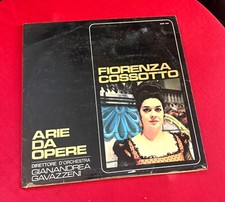 FIORENZA
COSSOTTO
ARIE
DA
OPERE
DIRETTORE D'ORCHESTRA
GIANANDREA
GAVAZZENI